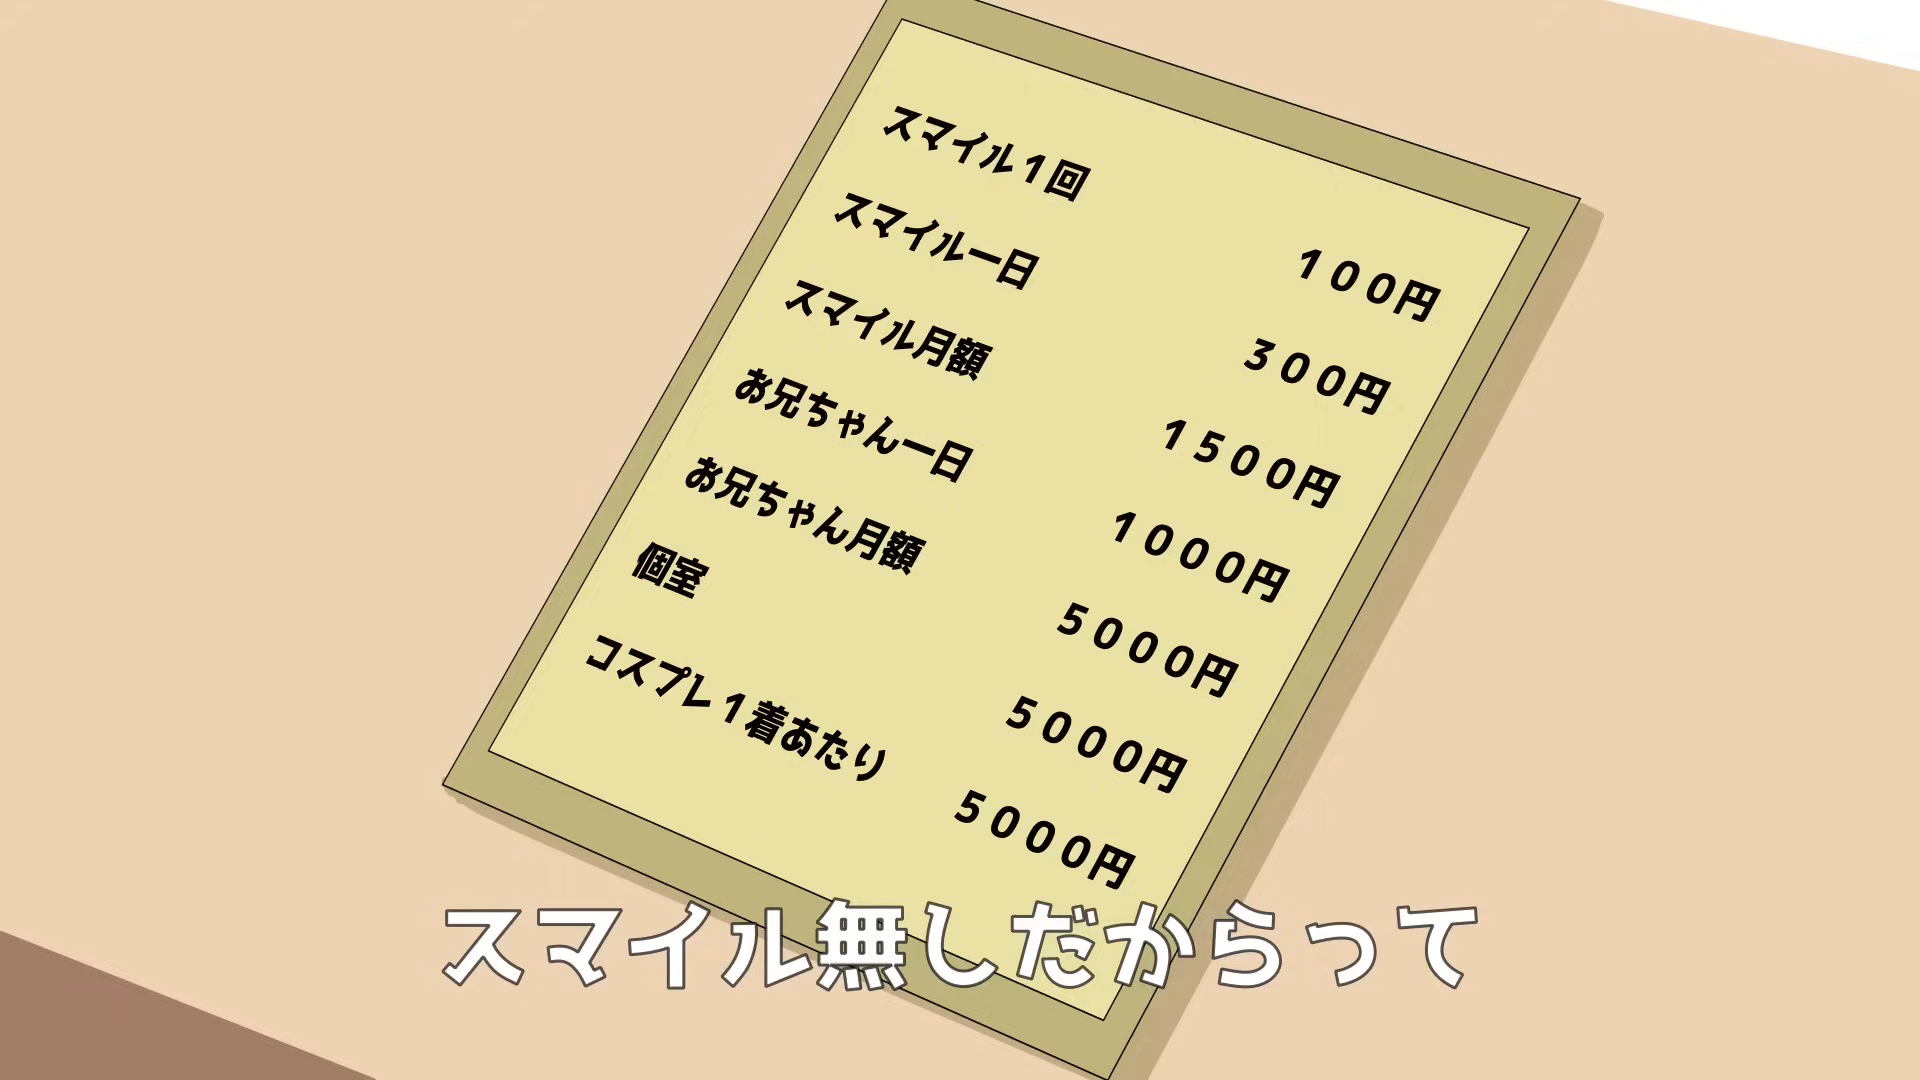 スマイル１回 １００円
スマイル一日 ３００円
スマイル月額 １５００円
お兄ちゃん一日 １０００円
お兄ちゃん月額 ５０００円
個室 ５０００円
コスプレ１着あたり ５０００円
スマイル無しだからって